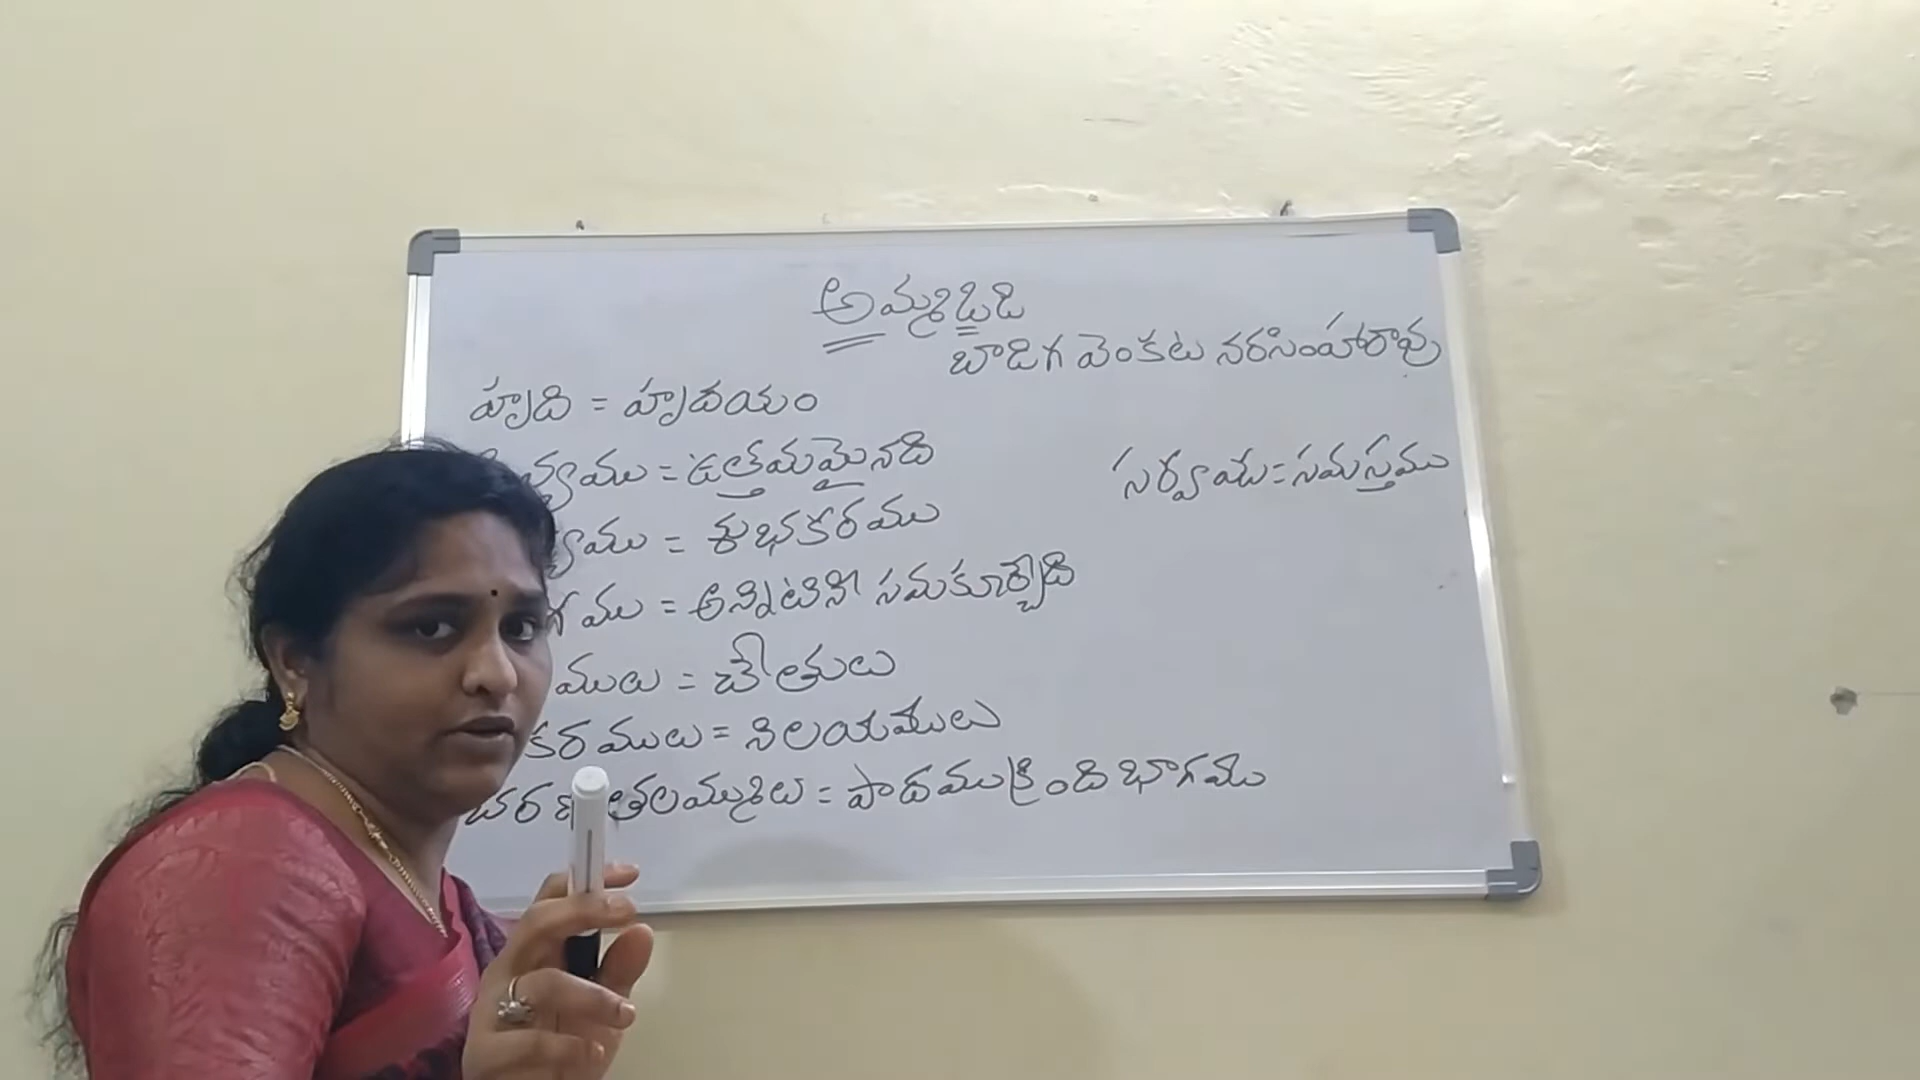 అమ్మఒడి
బాడిగ వెంకట నరసింహారావు
హృది = హృదయం
= ఉత్తమమైనది
సర్వము = సమస్తము
= శుభకరము
= అన్నిటినీ సమకూర్చేది
= చేతులు
= నిలయములు
= పాదము క్రింది భాగము